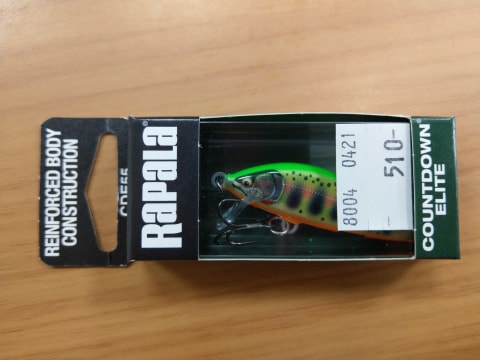 REINFORCED BODY
CONSTRUCTION
RAPALA®
8004 0421
- 510-
COUNTDOWN®
ELITE